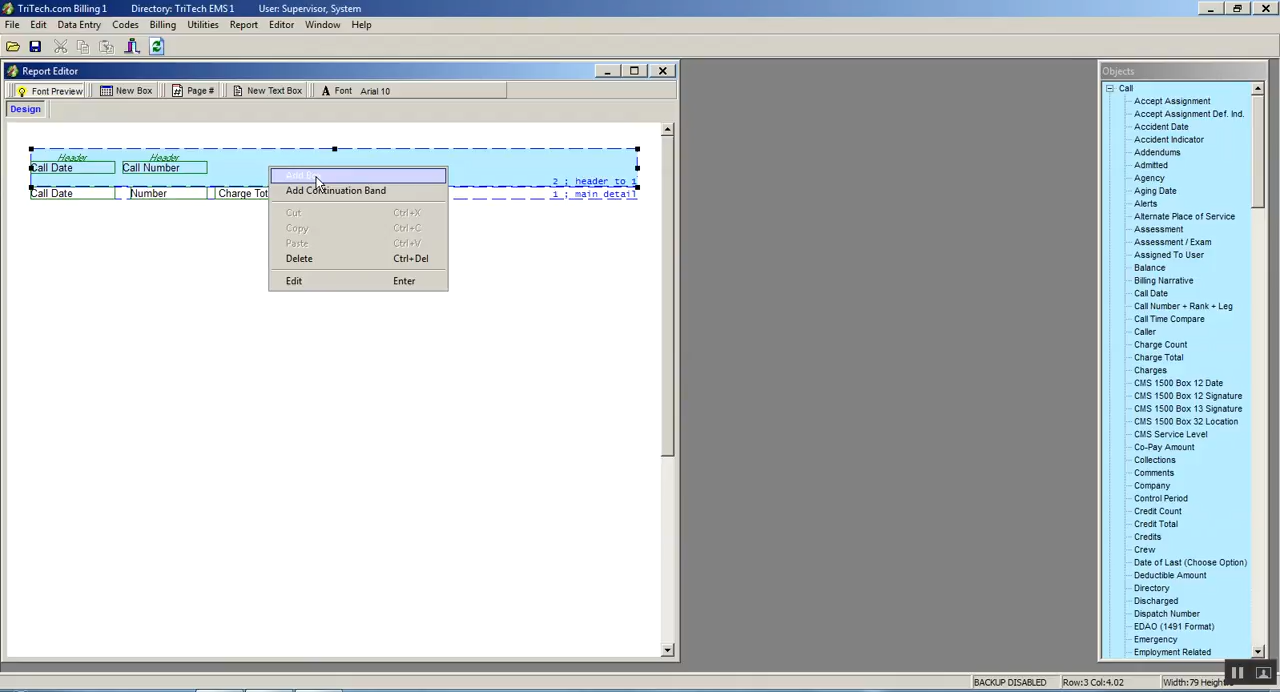 TriTech.com Billing 1 Directory: TriTech EMS 1 User: Supervisor, System
File Edit Data Entry Codes Billing Utilities Report Editor Window Help
Report Editor
Font Preview New Box Page # New Text Box Font Arial 10
Design
Header Header
Call Date Call Number
2 : header to 1
Call Date Number Charge Tot
1 : main detail
Add
Add Continuation Band
Cut Ctrl+X
Copy Ctrl+C
Paste Ctrl+V
Delete Ctrl+Del
Edit Enter
Objects
Call
Accept Assignment
Accept Assignment Def. Ind.
Accident Date
Accident Indicator
Addendums
Admitted
Agency
Aging Date
Alerts
Alternate Place of Service
Assessment
Assessment / Exam
Assigned To User
Balance
Billing Narrative
Call Date
Call Number + Rank + Leg
Call Time Compare
Caller
Charge Count
Charge Total
Charges
CMS 1500 Box 12 Date
CMS 1500 Box 12 Signature
CMS 1500 Box 13 Signature
CMS 1500 Box 32 Location
CMS Service Level
Co-Pay Amount
Collections
Comments
Company
Control Period
Credit Count
Credit Total
Credits
Crew
Date of Last (Choose Option)
Deductible Amount
Directory
Discharged
Dispatch Number
EDAO (1491 Format)
Emergency
Employment Related
BACKUP DISABLED Row:3 Col:4.02 Width:79